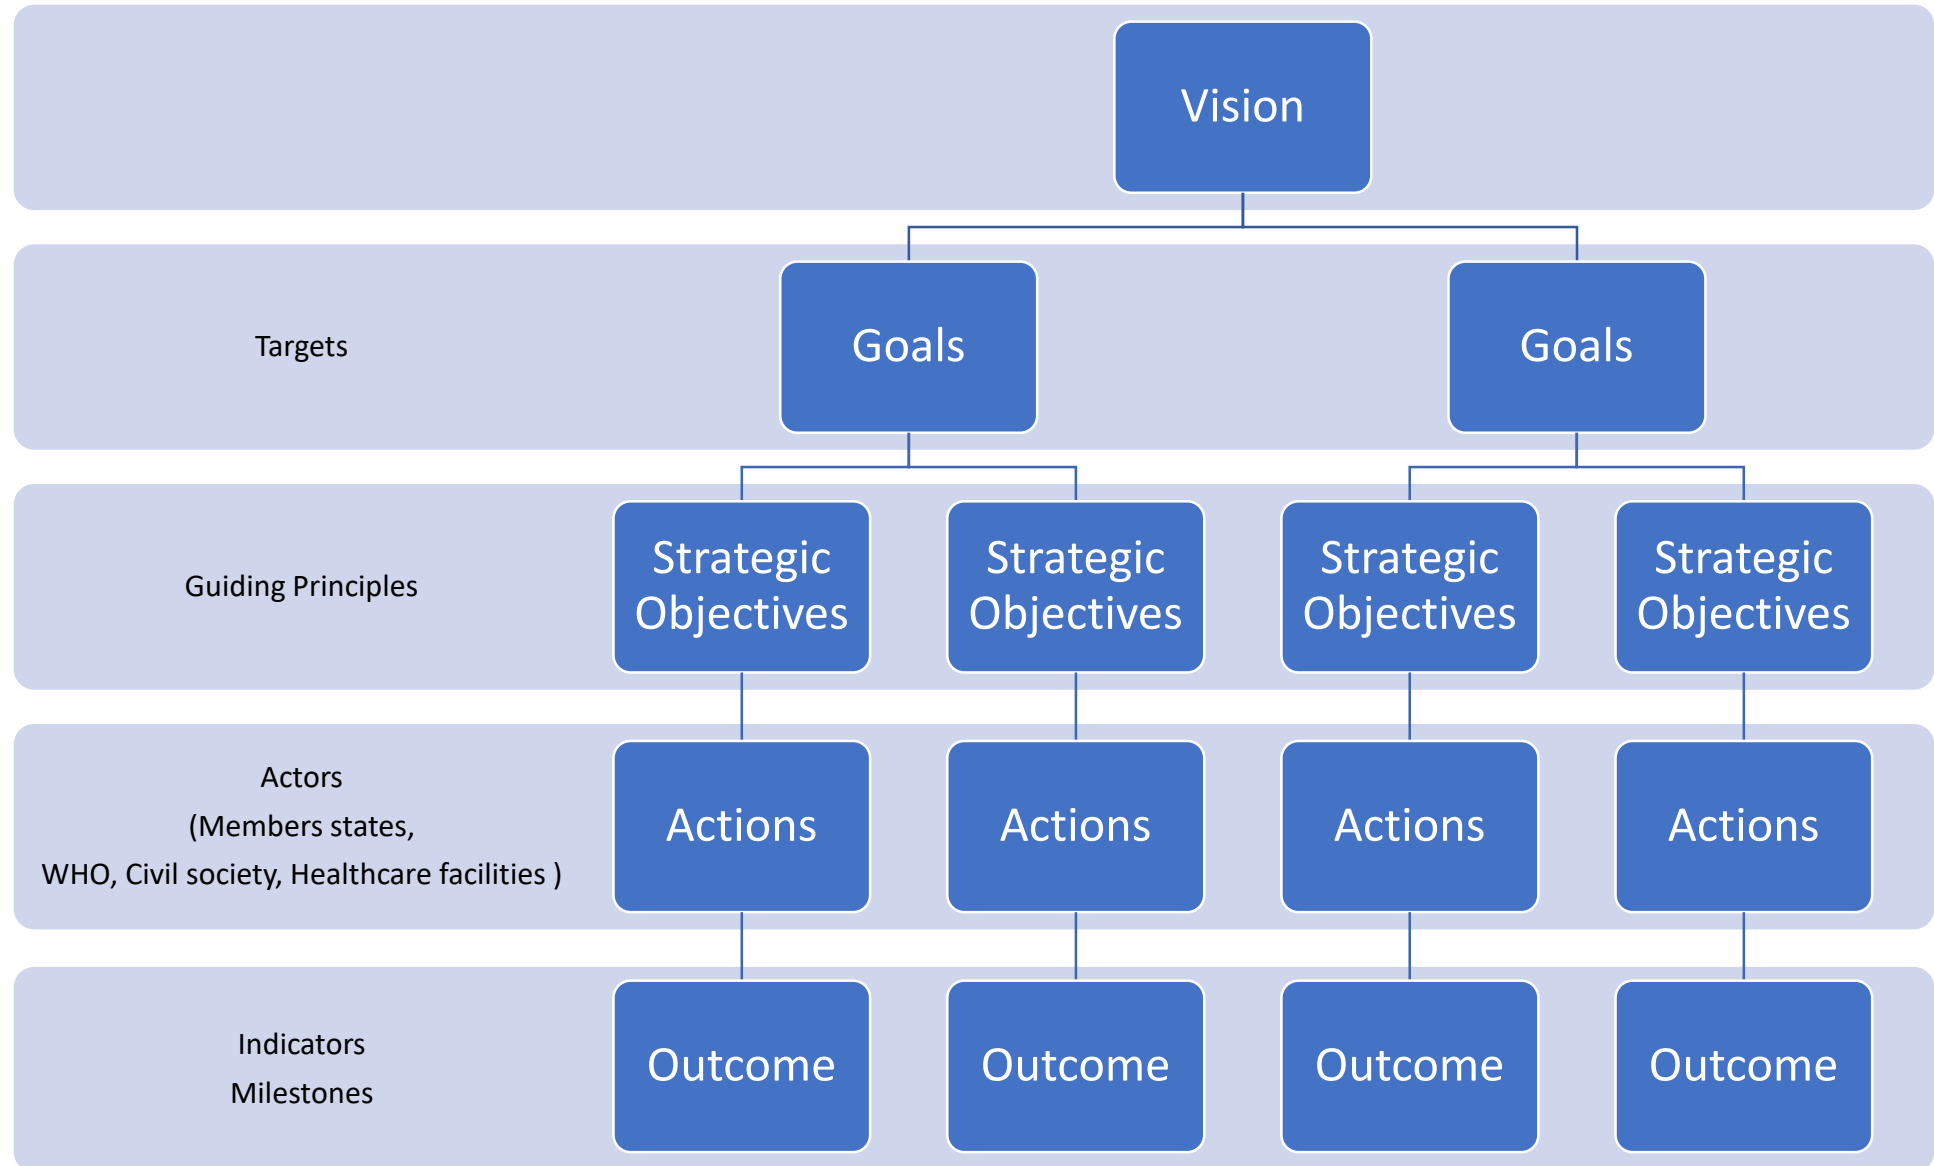 Vision
Targets
Goals
Goals
Guiding Principles
Strategic
Objectives
Strategic
Objectives
Strategic
Objectives
Strategic
Objectives
Actors
(Members states,
WHO, Civil society, Healthcare facilities )
Actions
Actions
Actions
Actions
Indicators
Milestones
Outcome
Outcome
Outcome
Outcome